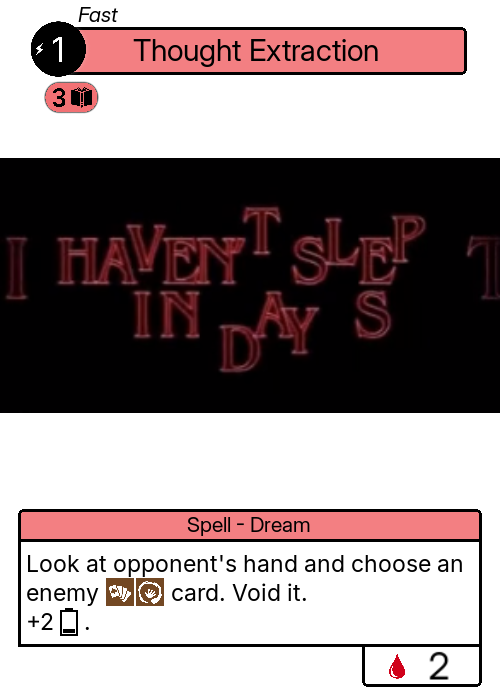 Fast
1
Thought Extraction
3
I HAVEN'T SLEP T
IN DAYS
Spell - Dream
Look at opponent's hand and choose an
enemy card. Void it.
+2 .
2